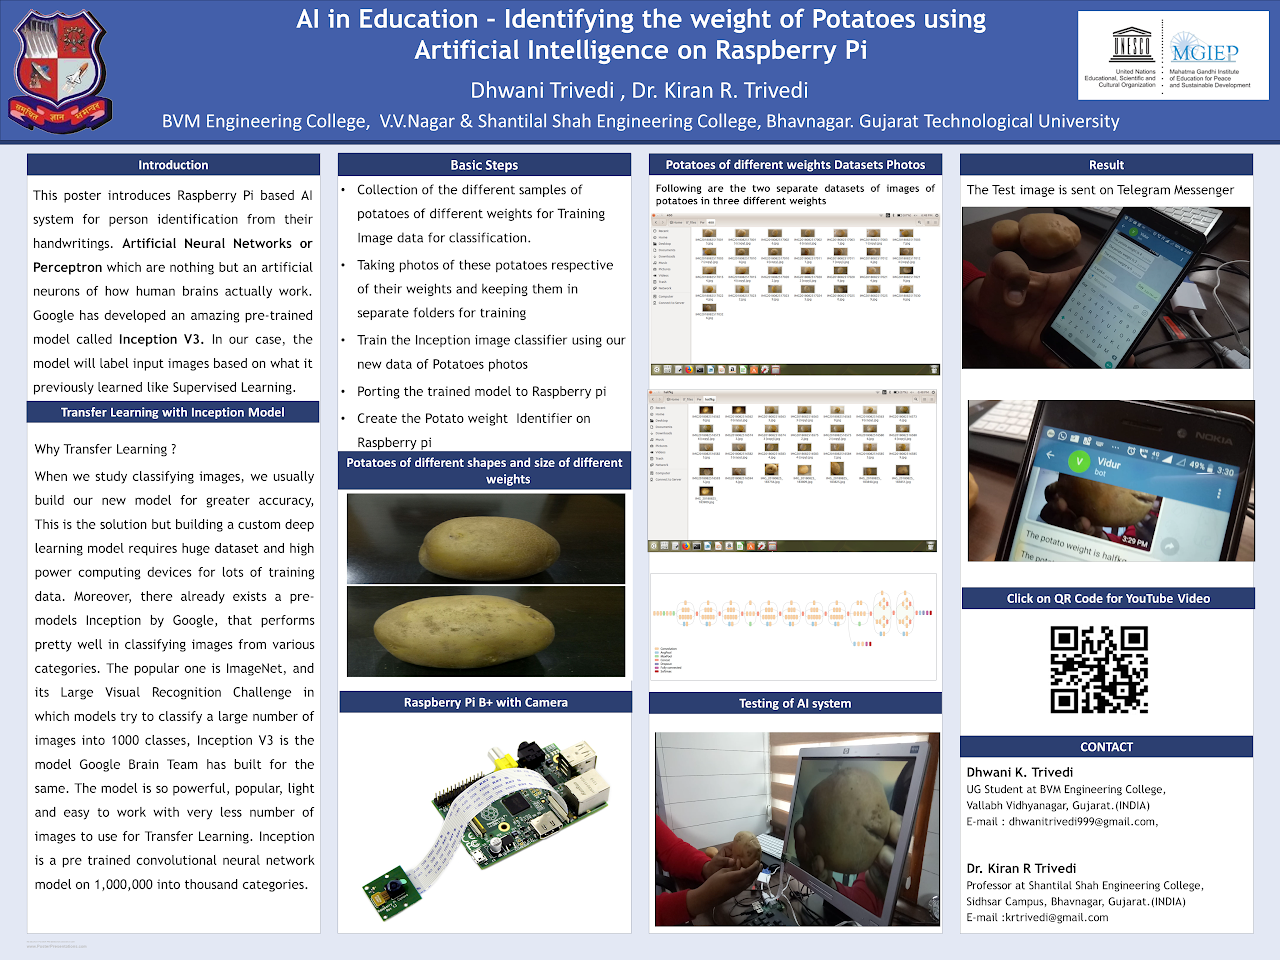 AI in Education – Identifying the weight of Potatoes using
Artificial Intelligence on Raspberry Pi
Dhwani Trivedi , Dr. Kiran R. Trivedi
BVM Engineering College, V.V.Nagar & Shantilal Shah Engineering College, Bhavnagar. Gujarat Technological University
UNESCO
United Nations
Educational, Scientific and
Cultural Organization
MGIEP
Mahatma Gandhi Institute
of Education for Peace
and Sustainable Development
Introduction
This poster introduces Raspberry Pi based AI
system for person identification from their
handwritings. Artificial Neural Networks or
Perceptron which are nothing but an artificial
neurons of how human brain actually work.
Google has developed an amazing pre-trained
model called Inception V3. In our case, the
model will label input images based on what it
previously learned like Supervised Learning.
Transfer Learning with Inception Model
Why Transfer Learning ?
When we study classifying images, we usually
build our new model for greater accuracy,
This is the solution but building a custom deep
learning model requires huge dataset and high
power computing devices for lots of training
data. Moreover, there already exists a pre-
models Inception by Google, that performs
pretty well in classifying images from various
categories. The popular one is ImageNet, and
its Large Visual Recognition Challenge in
which models try to classify a large number of
images into 1000 classes, Inception V3 is the
model Google Brain Team has built for the
same. The model is so powerful, popular, light
and easy to work with very less number of
images to use for Transfer Learning. Inception
is a pre trained convolutional neural network
model on 1,000,000 into thousand categories.
Basic Steps
• Collection of the different samples of
potatoes of different weights for Training
Image data for classification.
• Taking photos of these potatoes respective
of their weights and keeping them in
separate folders for training
• Train the Inception image classifier using our
new data of Potatoes photos
• Porting the trained model to Raspberry pi
• Create the Potato weight Identifier on
Raspberry pi
Potatoes of different shapes and size of different
weights
Raspberry Pi B+ with Camera
Potatoes of different weights Datasets Photos
Following are the two separate datasets of images of
potatoes in three different weights
Testing of AI system
hp
Result
The Test image is sent on Telegram Messenger
NOKIA
49% 3:30
V
Vidur
bot
3:29 PM
The potato weight is halfkg
Click on QR Code for YouTube Video
CONTACT
Dhwani K. Trivedi
UG Student at BVM Engineering College,
Vallabh Vidhyanagar, Gujarat.(INDIA)
E-mail : dhwanitrivedi999@gmail.com,
Dr. Kiran R Trivedi
Professor at Shantilal Shah Engineering College,
Sidhsar Campus, Bhavnagar, Gujarat.(INDIA)
E-mail :krtrivedi@gmail.com